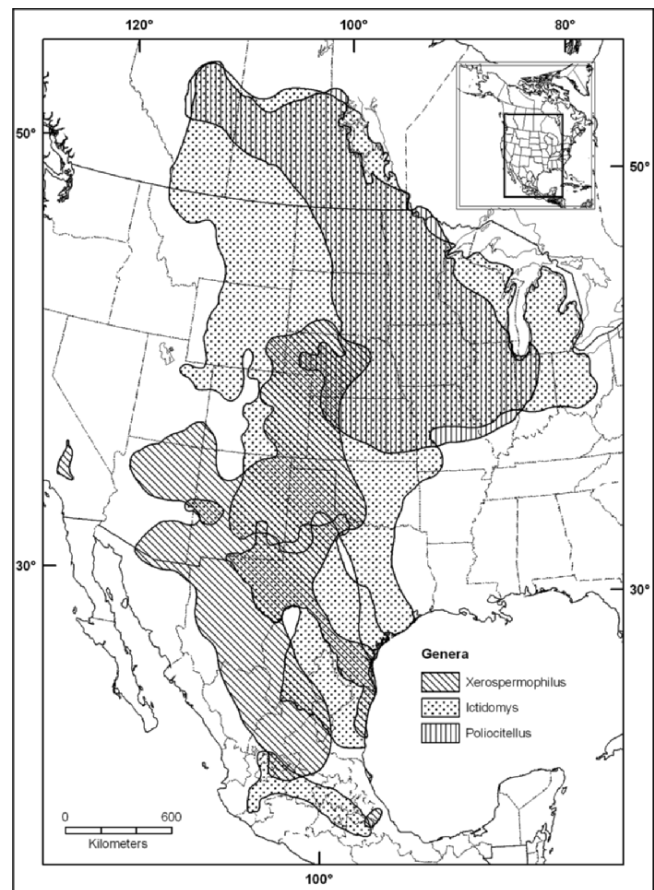 120° 100° 80°
50° 50°
30° 30°
Genera
Xerospermophilus
Ictidomys
Poliocitellus
0 600
Kilometers
100°